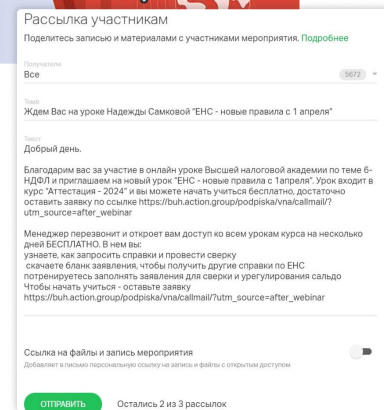 Рассылка участникам
Поделитесь записью и материалами с участниками мероприятия. Подробнее
Получатели
Все 5672
Тема
Ждем Вас на уроке Надежды Самковой "ЕНС - новые правила с 1 апреля"
Текст
Добрый день.
Благодарим вас за участие в онлайн уроке Высшей налоговой академии по теме 6-
НДФЛ и приглашаем на новый урок "ЕНС - новые правила с 1апреля". Урок входит в
курс "Аттестация - 2024" и вы можете начать учиться бесплатно, достаточно
оставить заявку по ссылке https://buh.action.group/podpiska/vna/callmail/?
utm_source=after_webinar
Менеджер перезвонит и откроет вам доступ ко всем урокам курса на несколько
дней БЕСПЛАТНО. В нем вы:
узнаете, как запросить справки и провести сверку
скачаете бланк заявления, чтобы получить другие справки по ЕНС
потренируетесь заполнять заявления для сверки и урегулирования сальдо
Чтобы начать учиться - оставьте заявку
https://buh.action.group/podpiska/vna/callmail/?utm_source=after_webinar
Ссылка на файлы и запись мероприятия
Добавляет в письмо персональную ссылку на запись и файлы с открытым доступом
ОТПРАВИТЬ Остались 2 из 3 рассылок